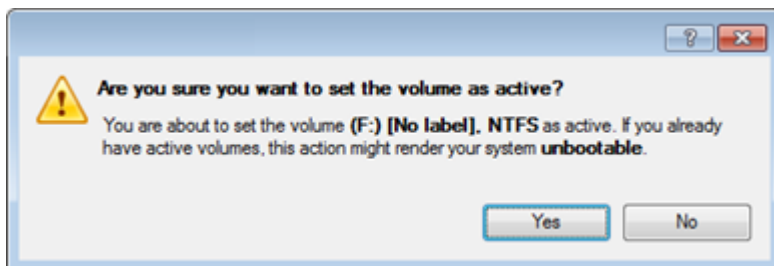 Are you sure you want to set the volume as active?
You are about to set the volume (F:) [No label], NTFS as active. If you already
have active volumes, this action might render your system unbootable.
Yes No